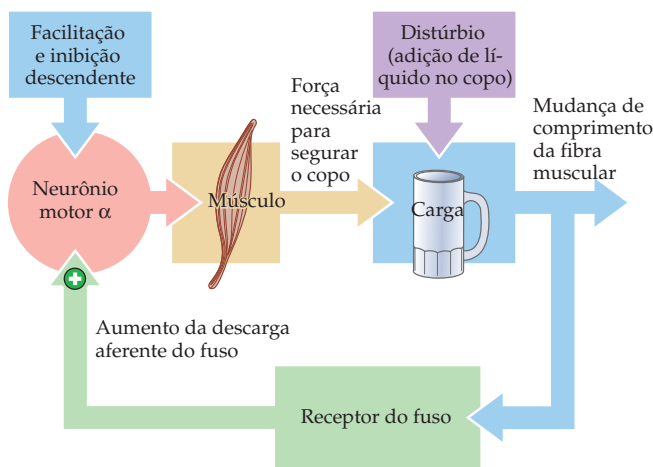 Facilitação
e inibição
descendente
Distúrbio
(adição de lí-
quido no copo)
Força
necessária
para
segurar
o copo
Mudança de
comprimento
da fibra
muscular
Neurônio
motor α
Músculo
Carga
+
Aumento da descarga
aferente do fuso
Receptor do fuso